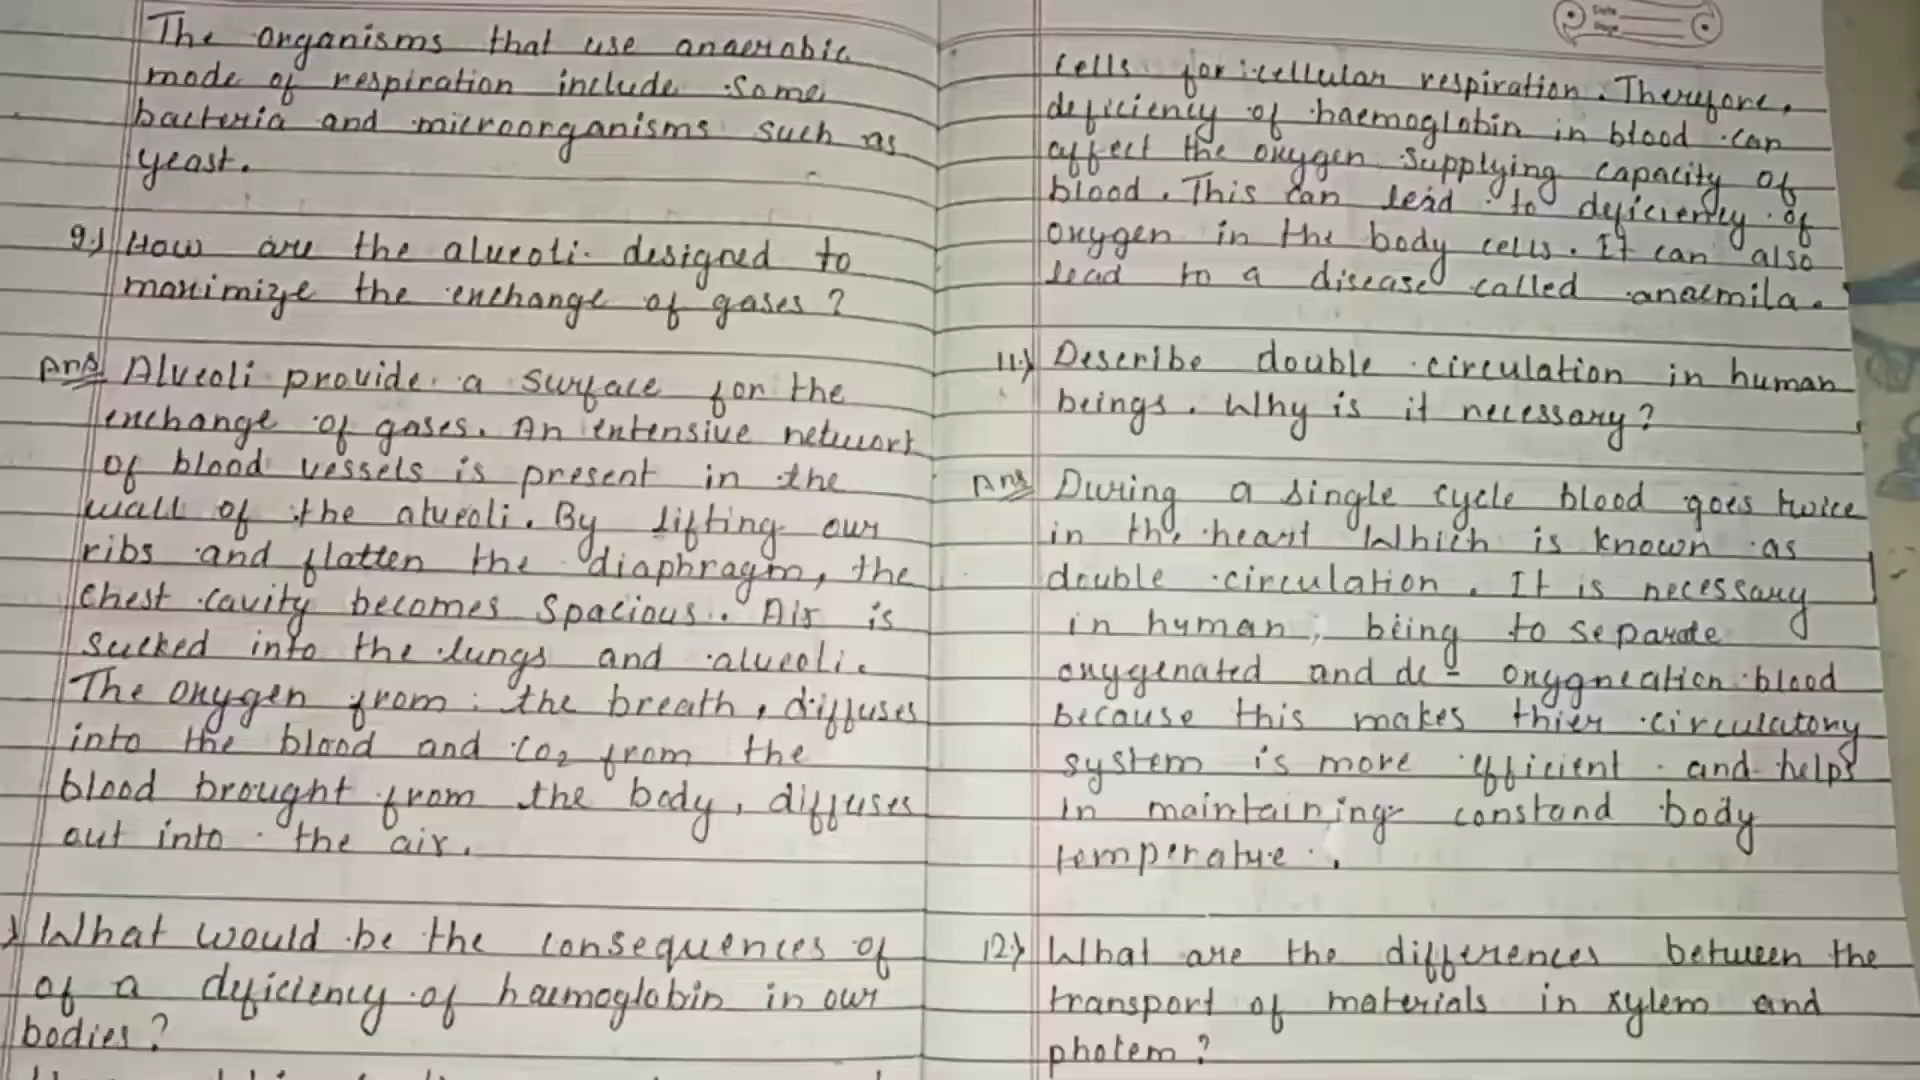 The organisms that use anaerobic
mode of respiration include some
bacteria and microorganisms such as
yeast.
9.) How are the alveoli designed to
maximize the exchange of gases ?
Ans Alveoli provide a surface for the
exchange of gases. An extensive network
of blood vessels is present in the
wall of the alveoli. By lifting our
ribs and flatten the diaphragm, the
chest cavity becomes spacious. Air is
sucked into the lungs and alveoli.
The oxygen from the breath, diffuses
into the blood and CO2 from the
blood brought from the body, diffuses
out into the air.
) What would be the consequences of
of a deficiency of haemoglobin in our
bodies ?
Date
Page
cells for cellular respiration. Therefore,
deficiency of haemoglobin in blood can
affect the oxygen supplying capacity of
blood. This can lead to deficiency of
oxygen in the body cells. It can also
lead to a disease called anaemila.
11.) Describe double circulation in human
beings. Why is it necessary ?
Ans During a single cycle blood goes twice
in the heart which is known as
double circulation. It is necessary
in human, being to separate
oxygenated and de - oxygneation blood
because this makes thier circulatory
system is more efficient and helps
in maintaining constand body
temperature.
12.) What are the differences between the
transport of materials in xylem and
photem ?